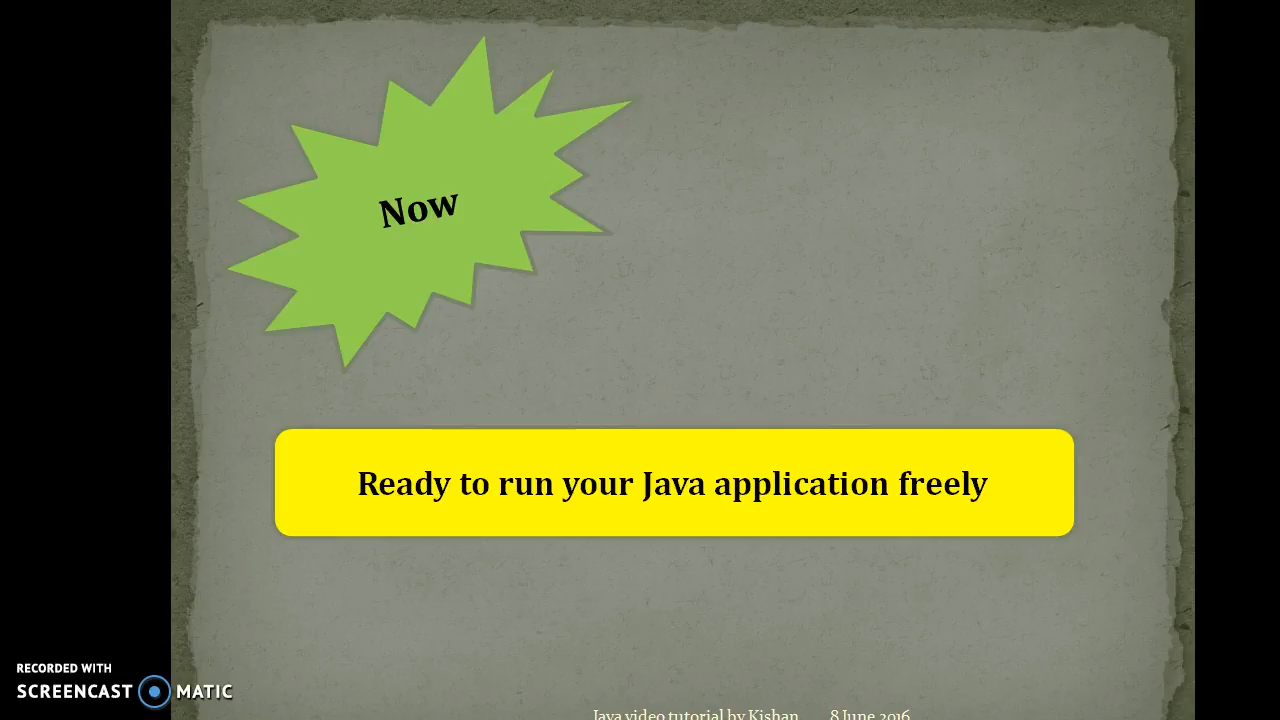 Now
Ready to run your Java application freely
RECORDED WITH
SCREENCAST MATIC
Java video tutorial by Kishan 8 June 2016